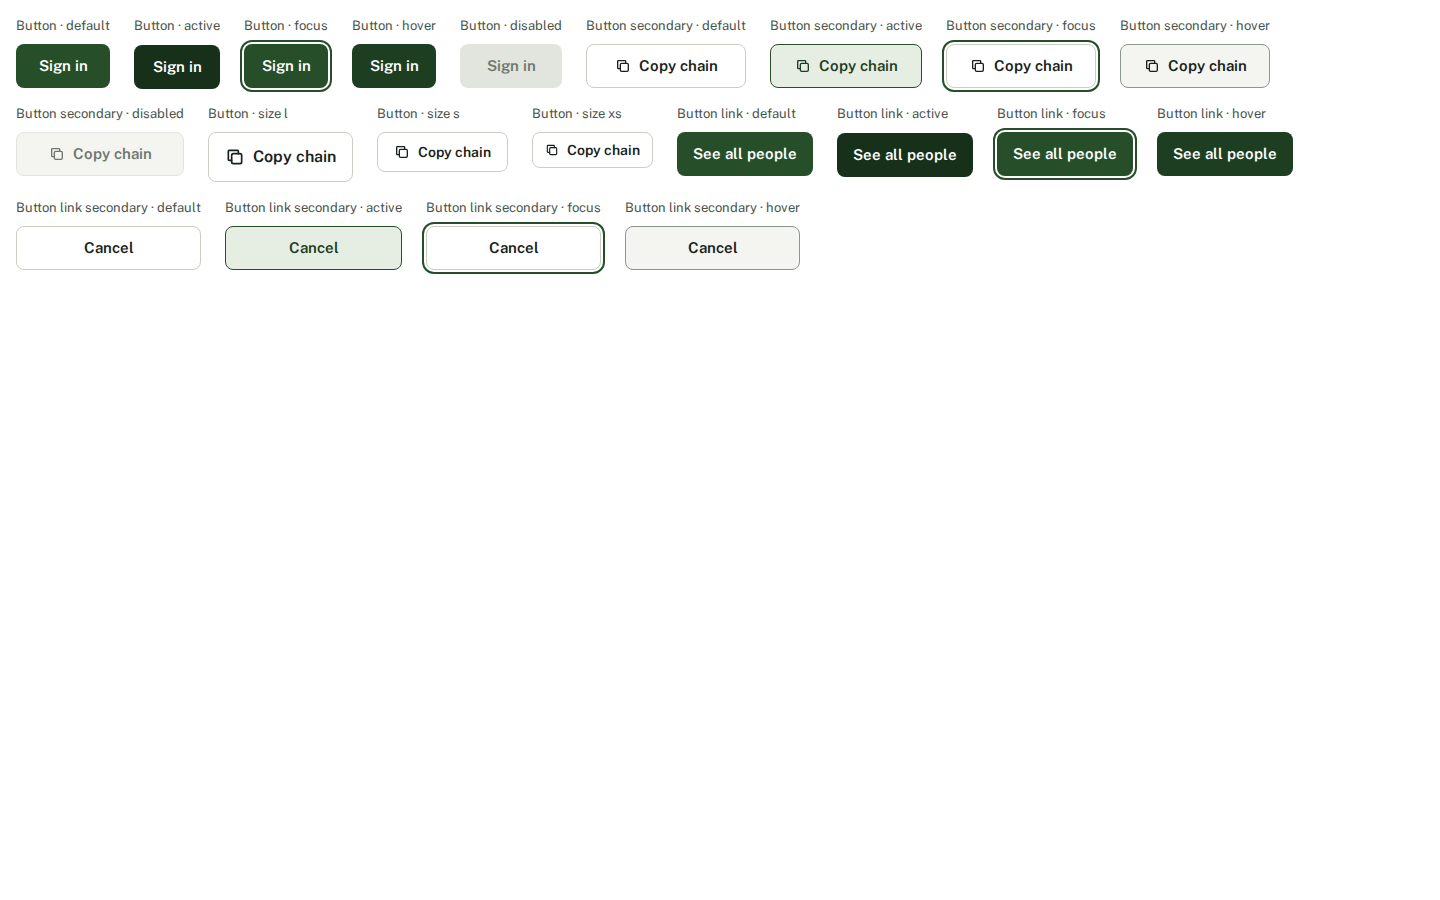 Button · default Button · active Button · focus Button · hover Button · disabled Button secondary · default Button secondary · active Button secondary · focus Button secondary · hover
Sign in Sign in Sign in Sign in Sign in Copy chain Copy chain Copy chain Copy chain
Button secondary · disabled Button · size l Button · size s Button · size xs Button link · default Button link · active Button link · focus Button link · hover
Copy chain Copy chain Copy chain Copy chain See all people See all people See all people See all people
Button link secondary · default Button link secondary · active Button link secondary · focus Button link secondary · hover
Cancel Cancel Cancel Cancel